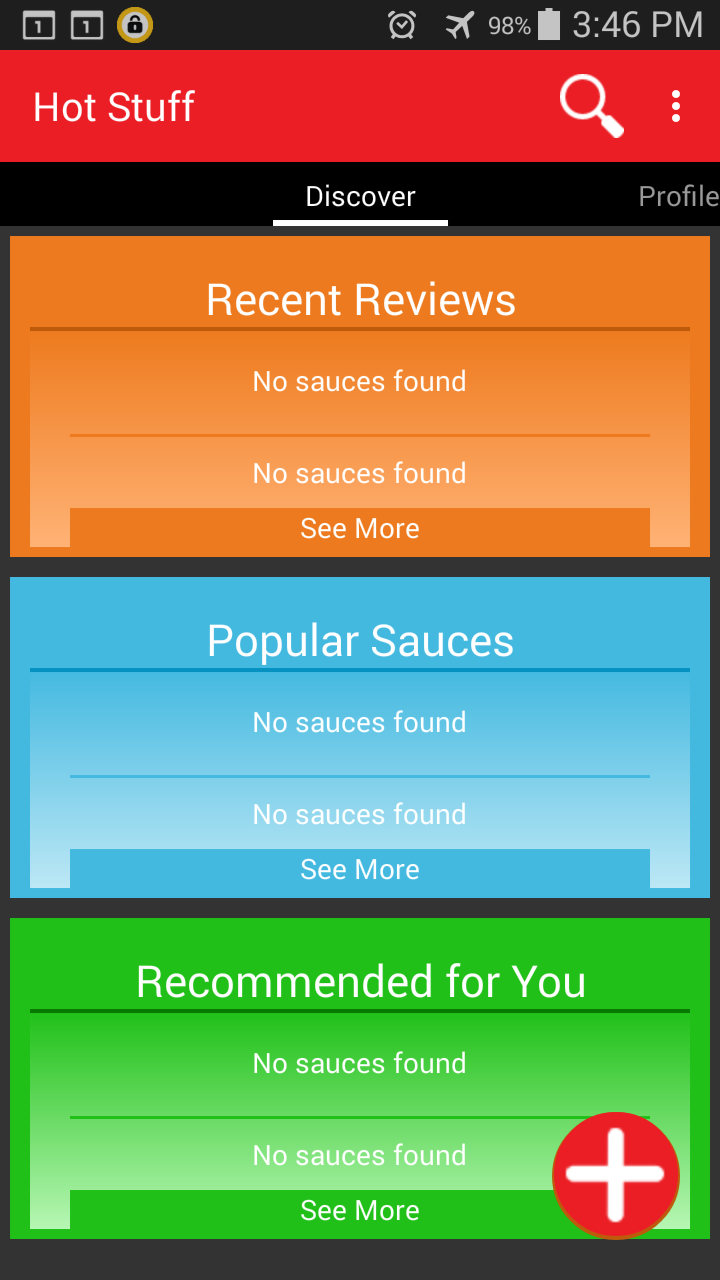 1 1 98% 3:46 PM
Hot Stuff
Discover Profile
Recent Reviews
No sauces found
No sauces found
See More
Popular Sauces
No sauces found
No sauces found
See More
Recommended for You
No sauces found
No sauces found
See More